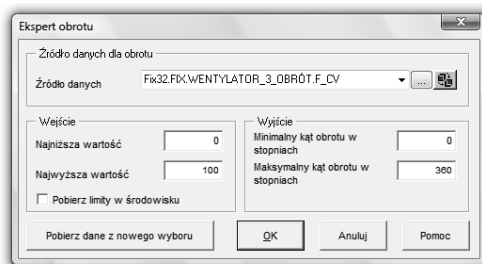 Ekspert obrotu
Źródło danych dla obrotu
Źródło danych
Fix32.FIX.WENTYLATOR_3_OBRÓT.F_CV
...
Wejście
Najniższa wartość
0
Najwyższa wartość
100
Pobierz limity w środowisku
Wyjście
Minimalny kąt obrotu w
stopniach
0
Maksymalny kąt obrotu w
stopniach
360
Pobierz dane z nowego wyboru
OK
Anuluj
Pomoc